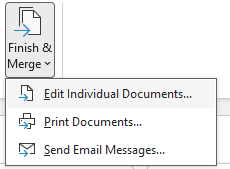 Finish &
Merge
Edit Individual Documents...
Print Documents...
Send Email Messages...